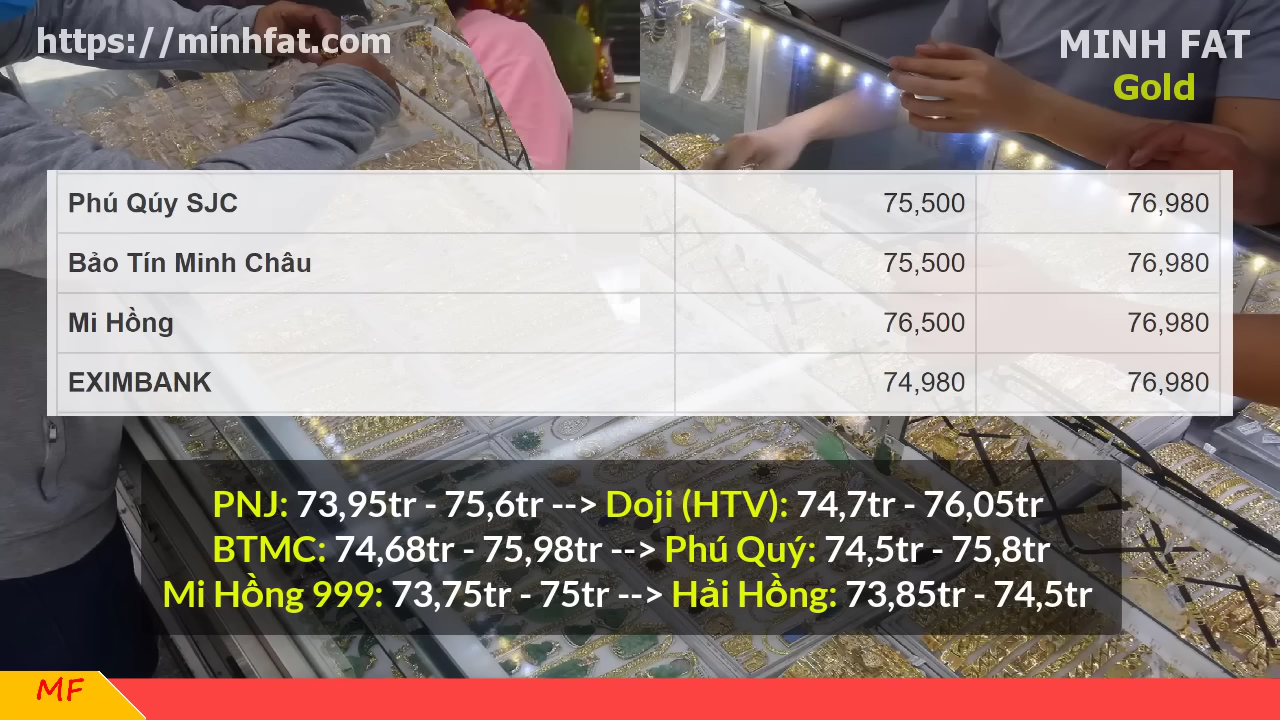 https://minhfat.com
MINH FAT
Gold
Phú Qúy SJC 75,500 76,980
Bảo Tín Minh Châu 75,500 76,980
Mi Hồng 76,500 76,980
EXIMBANK 74,980 76,980
PNJ: 73,95tr - 75,6tr --> Doji (HTV): 74,7tr - 76,05tr
BTMC: 74,68tr - 75,98tr --> Phú Quý: 74,5tr - 75,8tr
Mi Hồng 999: 73,75tr - 75tr --> Hải Hồng: 73,85tr - 74,5tr
MF